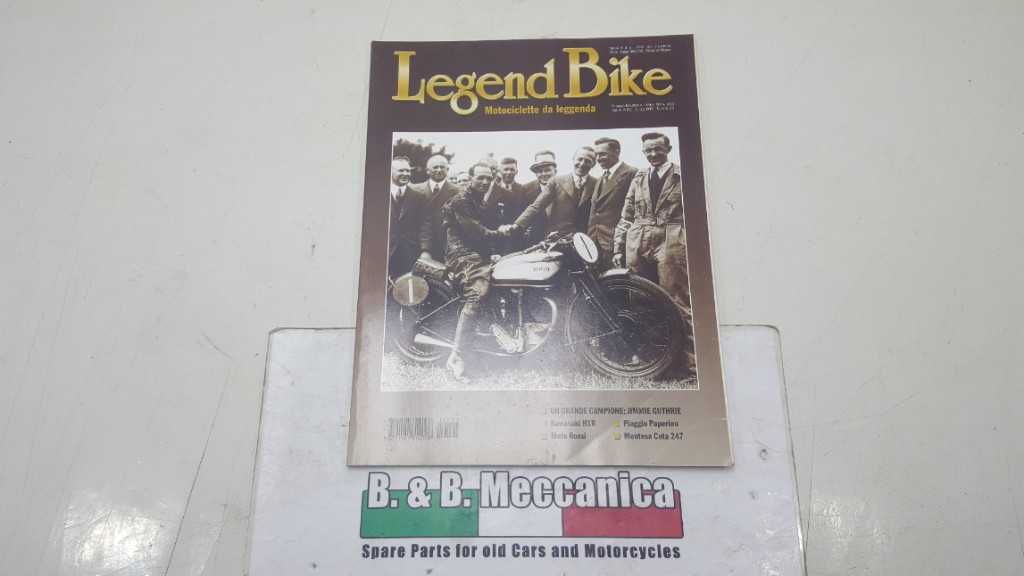 Legend Bike
Motociclette da leggenda
UN GRANDE CAMPIONE: JIMMIE GUTHRIE
Kawasaki H1R
Piaggio Paperino
Moto Rossi
Montesa Cota 247
B. & B. Meccanica
Spare Parts for old Cars and Motorcycles